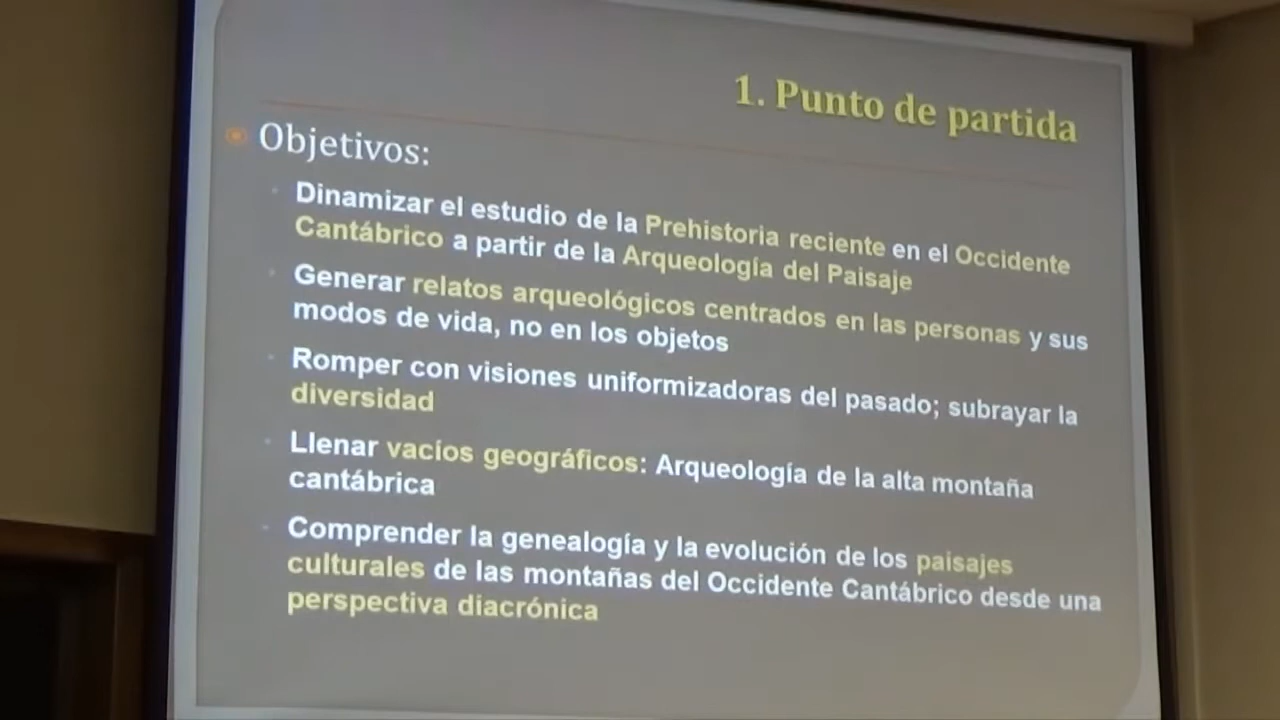 1. Punto de partida
Objetivos:
Dinamizar el estudio de la Prehistoria reciente en el Occidente
Cantábrico a partir de la Arqueología del Paisaje
Generar relatos arqueológicos centrados en las personas y sus
modos de vida, no en los objetos
Romper con visiones uniformizadoras del pasado; subrayar la
diversidad
Llenar vacíos geográficos: Arqueología de la alta montaña
cantábrica
Comprender la genealogía y la evolución de los paisajes
culturales de las montañas del Occidente Cantábrico desde una
perspectiva diacrónica